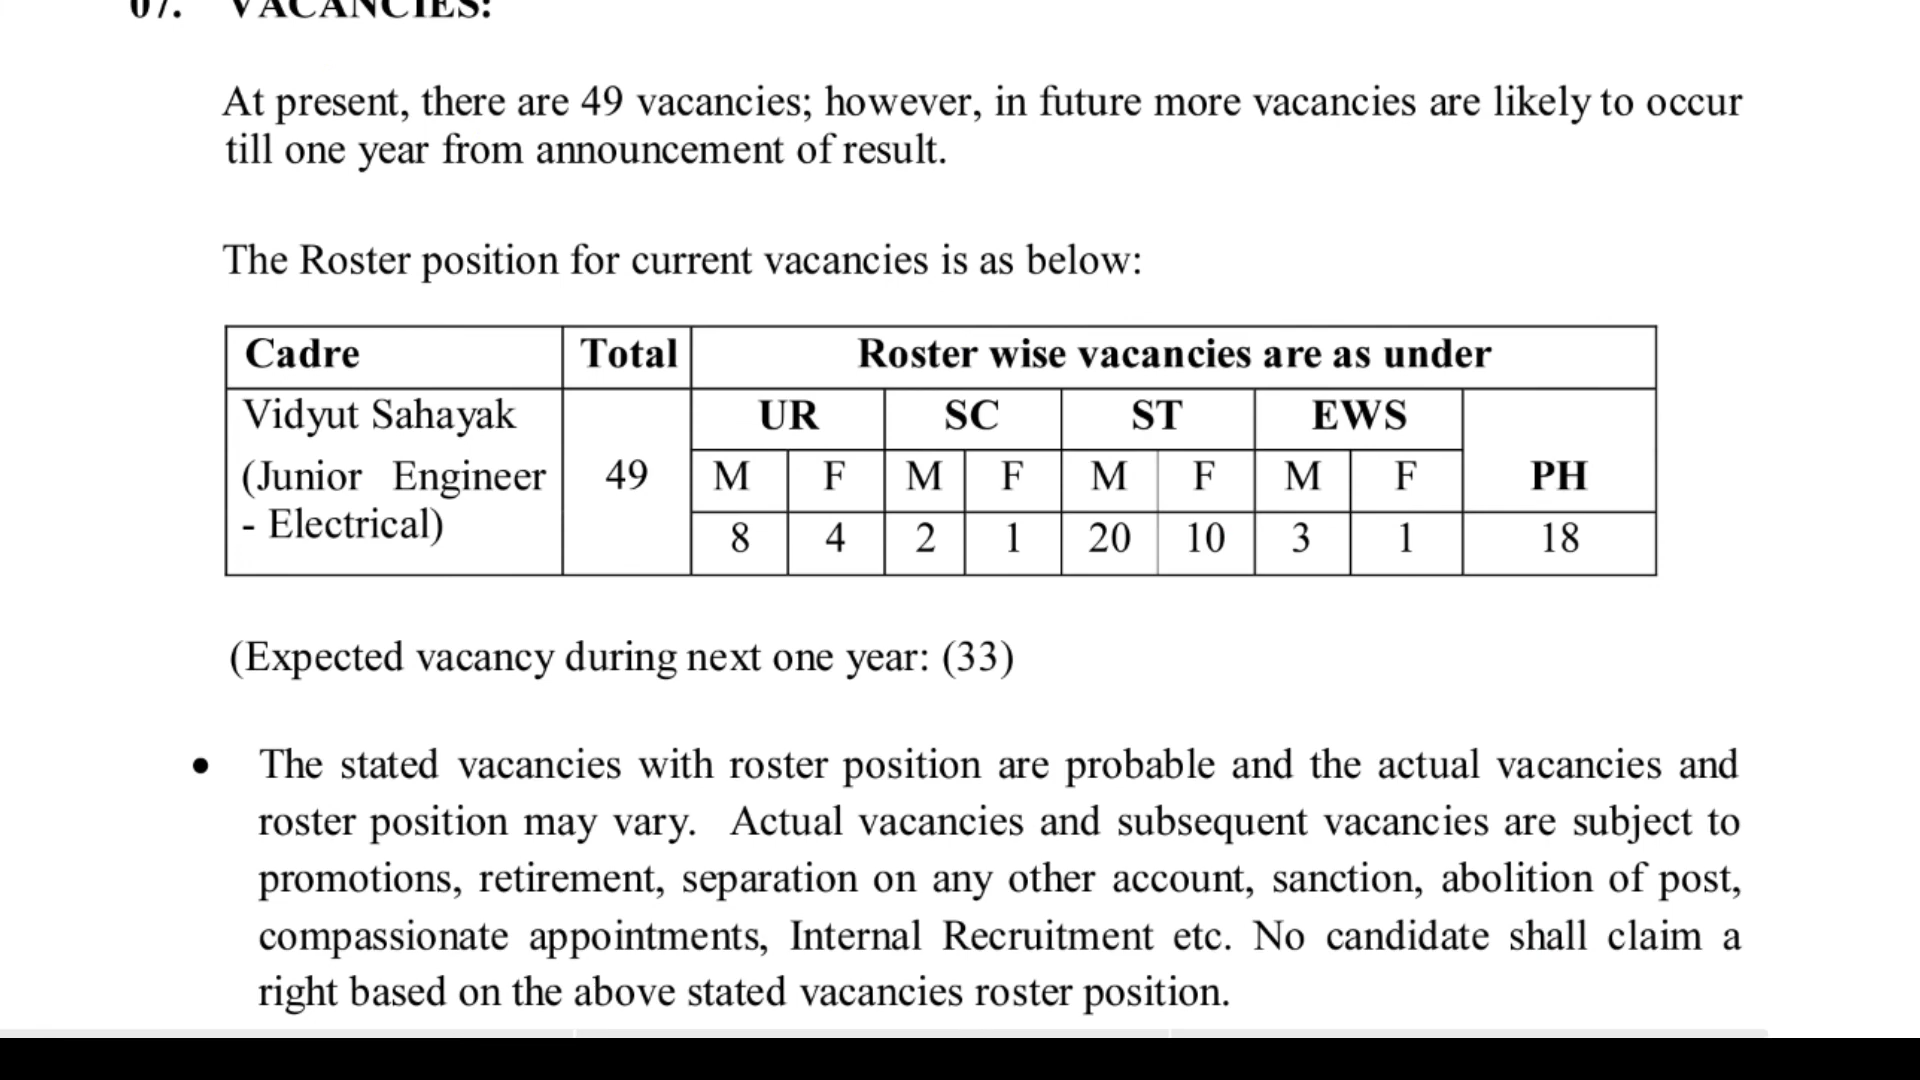 07. VACANCIES:
At present, there are 49 vacancies; however, in future more vacancies are likely to occur
till one year from announcement of result.
The Roster position for current vacancies is as below:
Cadre Total Roster wise vacancies are as under
Vidyut Sahayak UR SC ST EWS
(Junior Engineer 49 M F M F M F M F PH
- Electrical) 8 4 2 1 20 10 3 1 18
(Expected vacancy during next one year: (33)
• The stated vacancies with roster position are probable and the actual vacancies and
roster position may vary. Actual vacancies and subsequent vacancies are subject to
promotions, retirement, separation on any other account, sanction, abolition of post,
compassionate appointments, Internal Recruitment etc. No candidate shall claim a
right based on the above stated vacancies roster position.